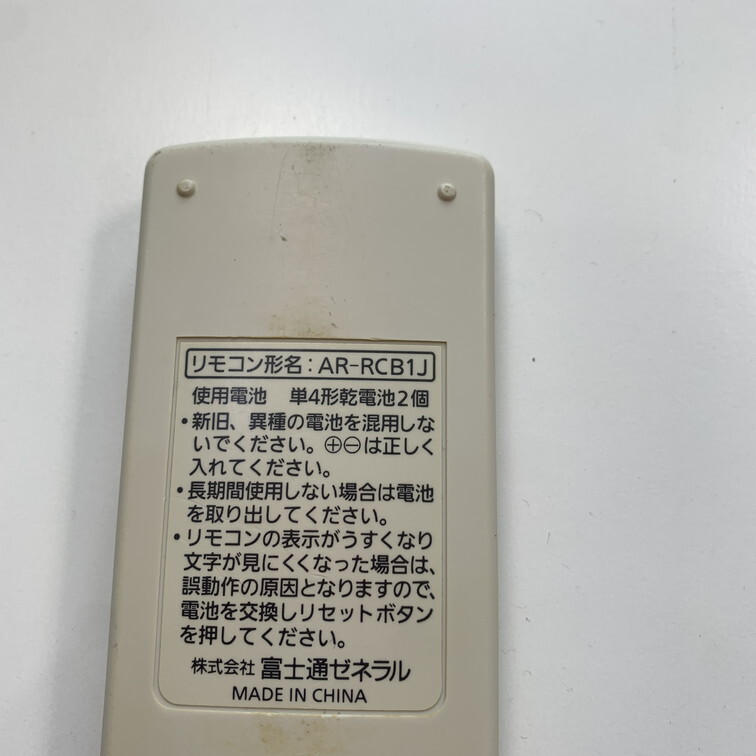 リモコン形名：AR-RCB1J
使用電池　単4形乾電池2個
・新旧、異種の電池を混用しな
いでください。⊕⊖は正しく
入れてください。
・長期間使用しない場合は電池
を取り出してください。
・リモコンの表示がうすくなり
文字が見にくくなった場合は、
誤動作の原因となりますので、
電池を交換しリセットボタン
を押してください。
株式会社 富士通ゼネラル
MADE IN CHINA